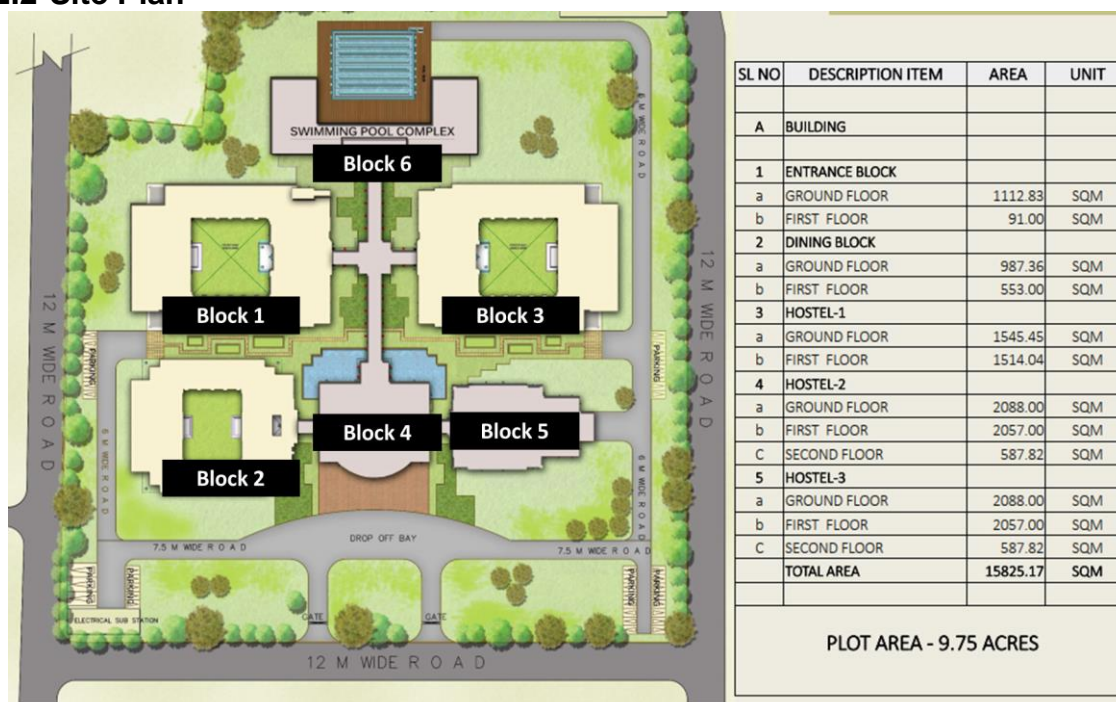 2.2 Site Plan
SWIMMING POOL COMPLEX
Block 6
6 M WIDE ROAD
Block 1
Block 3
12 M WIDE ROAD
12 M WIDE ROAD
PARKING
PARKING
Block 4
Block 5
Block 2
6 M WIDE ROAD
6 M WIDE ROAD
DROP OFF BAY
7.5 M WIDE ROAD
7.5 M WIDE ROAD
PARKING
PARKING
PARKING
PARKING
ELECTRICAL SUB STATION
GATE
GATE
12 M WIDE ROAD
SL NO DESCRIPTION ITEM AREA UNIT
A BUILDING
1 ENTRANCE BLOCK
a GROUND FLOOR 1112.83 SQM
b FIRST FLOOR 91.00 SQM
2 DINING BLOCK
a GROUND FLOOR 987.36 SQM
b FIRST FLOOR 553.00 SQM
3 HOSTEL-1
a GROUND FLOOR 1545.45 SQM
b FIRST FLOOR 1514.04 SQM
4 HOSTEL-2
a GROUND FLOOR 2088.00 SQM
b FIRST FLOOR 2057.00 SQM
C SECOND FLOOR 587.82 SQM
5 HOSTEL-3
a GROUND FLOOR 2088.00 SQM
b FIRST FLOOR 2057.00 SQM
C SECOND FLOOR 587.82 SQM
TOTAL AREA 15825.17 SQM
PLOT AREA - 9.75 ACRES